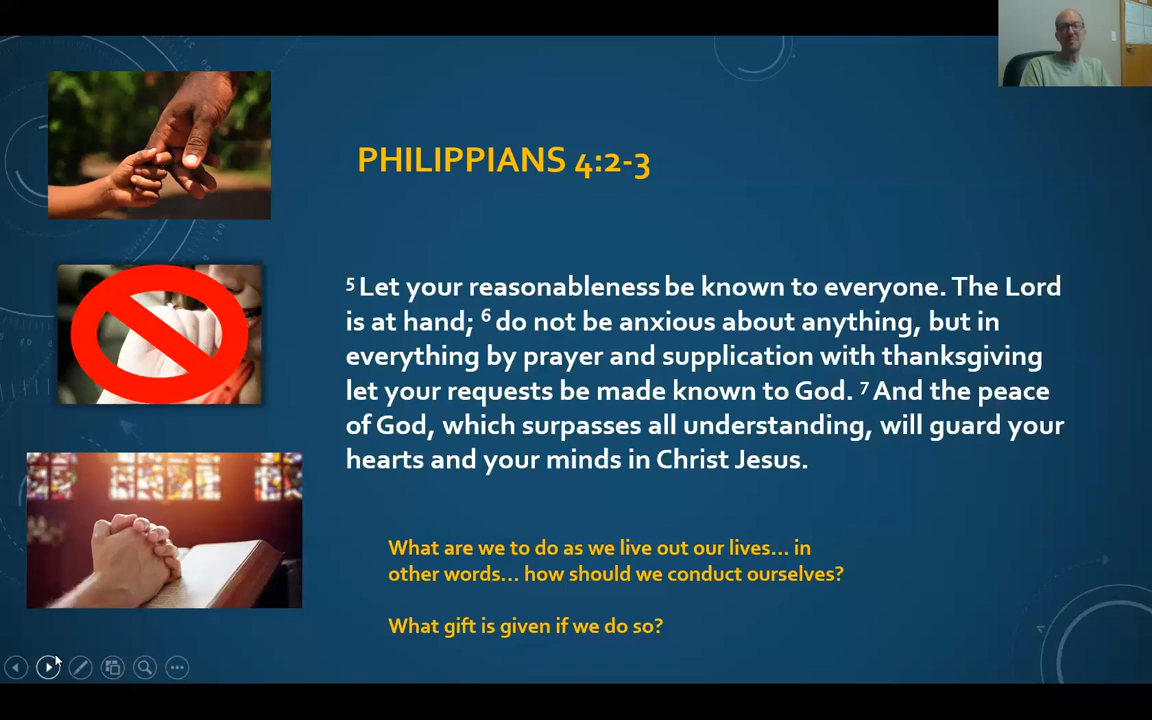 PHILIPPIANS 4:2-3
5 Let your reasonableness be known to everyone. The Lord
is at hand; 6 do not be anxious about anything, but in
everything by prayer and supplication with thanksgiving
let your requests be made known to God. 7 And the peace
of God, which surpasses all understanding, will guard your
hearts and your minds in Christ Jesus.
What are we to do as we live out our lives... in
other words... how should we conduct ourselves?
What gift is given if we do so?